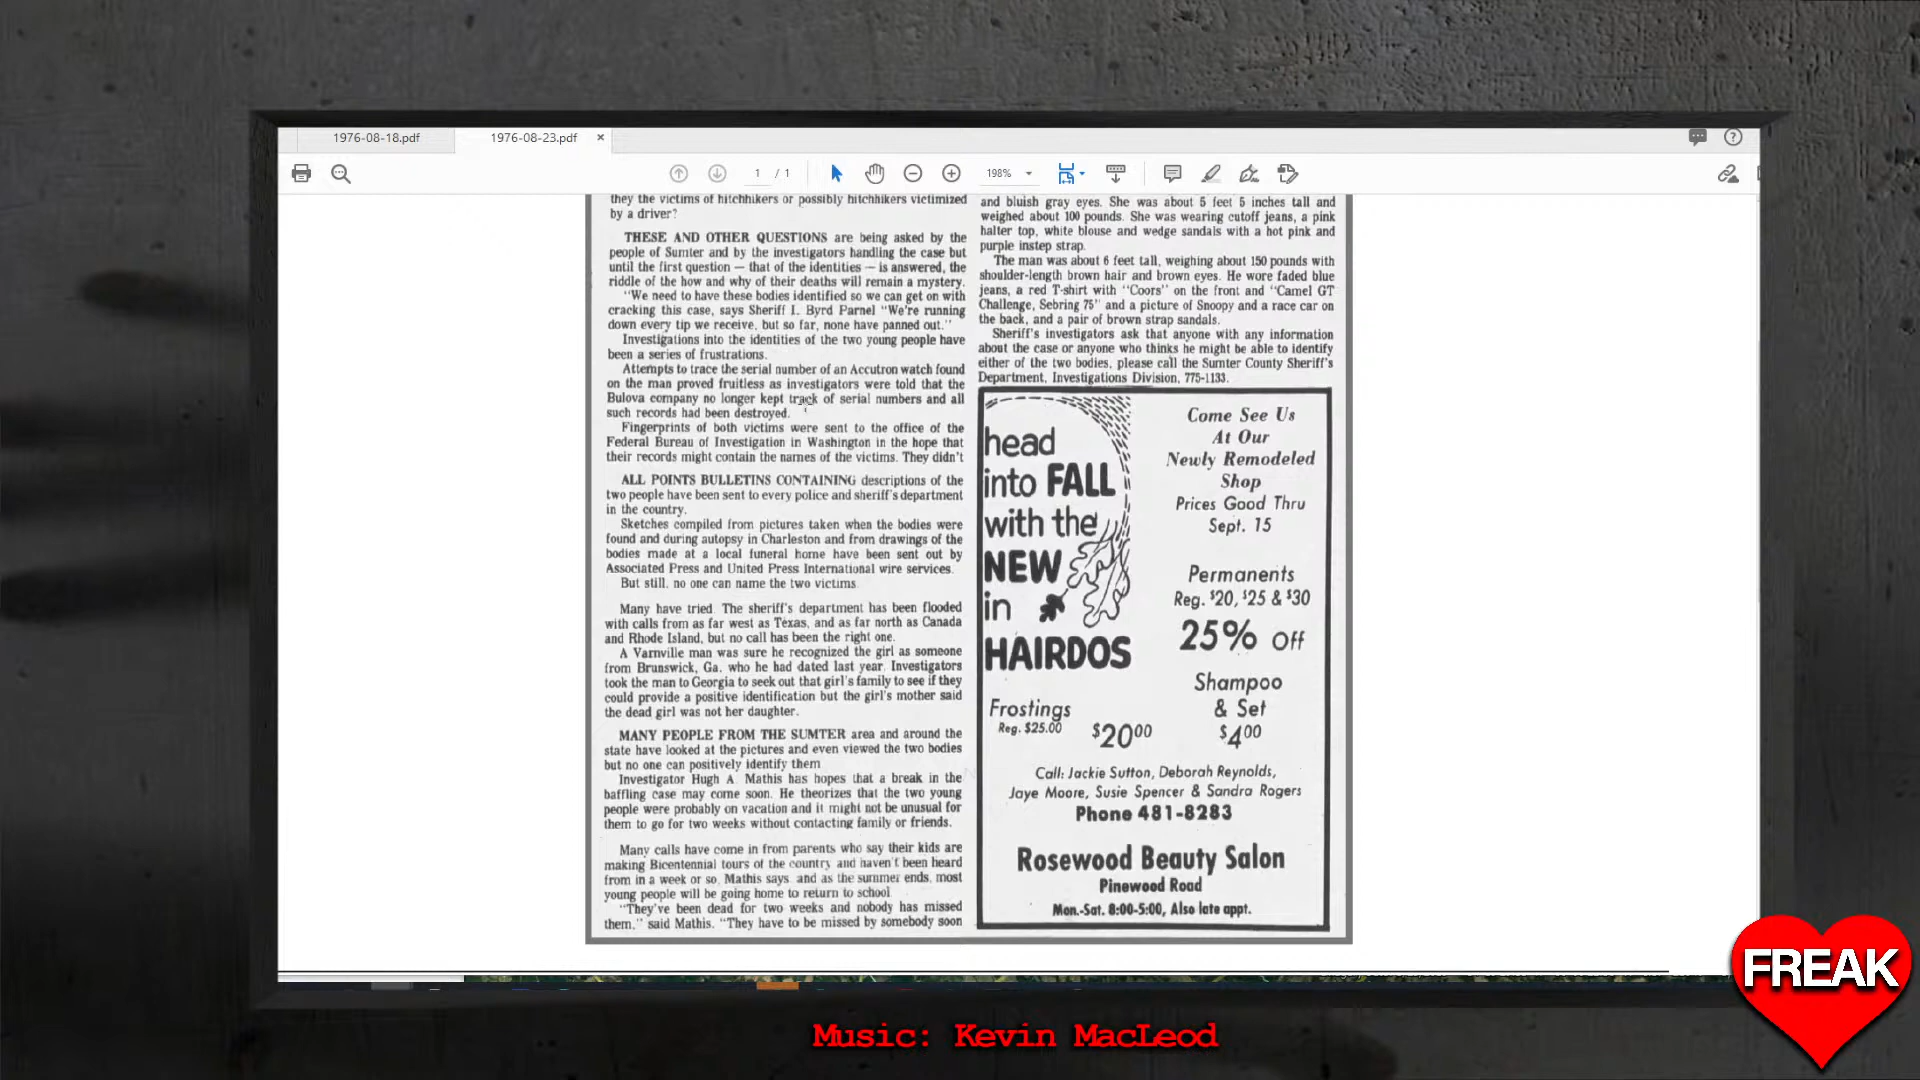 1976-08-18.pdf
1976-08-23.pdf
1 / 1
198%
they the victims of hitchhikers or possibly hitchhikers victimized
by a driver?
THESE AND OTHER QUESTIONS are being asked by the
people of Sumter and by the investigators handling the case but
until the first question — that of the identities — is answered, the
riddle of the how and why of their deaths will remain a mystery.
"We need to have these bodies identified so we can get on with
cracking this case, says Sheriff I. Byrd Parnel "We're running
down every tip we receive, but so far, none have panned out."
Investigations into the identities of the two young people have
been a series of frustrations.
Attempts to trace the serial number of an Accutron watch found
on the man proved fruitless as investigators were told that the
Bulova company no longer kept track of serial numbers and all
such records had been destroyed.
Fingerprints of both victims were sent to the office of the
Federal Bureau of Investigation in Washington in the hope that
their records might contain the names of the victims. They didn't
ALL POINTS BULLETINS CONTAINING descriptions of the
two people have been sent to every police and sheriff's department
in the country.
Sketches compiled from pictures taken when the bodies were
found and during autopsy in Charleston and from drawings of the
bodies made at a local funeral home have been sent out by
Associated Press and United Press International wire services.
But still, no one can name the two victims.
Many have tried. The sheriff's department has been flooded
with calls from as far west as Texas, and as far north as Canada
and Rhode Island, but no call has been the right one.
A Varnville man was sure he recognized the girl as someone
from Brunswick, Ga. who he had dated last year. Investigators
took the man to Georgia to seek out that girl's family to see if they
could provide a positive identification but the girl's mother said
the dead girl was not her daughter.
MANY PEOPLE FROM THE SUMTER area and around the
state have looked at the pictures and even viewed the two bodies
but no one can positively identify them
Investigator Hugh A. Mathis has hopes that a break in the
baffling case may come soon. He theorizes that the two young
people were probably on vacation and it might not be unusual for
them to go for two weeks without contacting family or friends.
Many calls have come in from parents who say their kids are
making Bicentennial tours of the country and haven't been heard
from in a week or so, Mathis says, and as the summer ends, most
young people will be going home to return to school
"They've been dead for two weeks and nobody has missed
them," said Mathis. "They have to be missed by somebody soon
and bluish gray eyes. She was about 5 feet 5 inches tall and
weighed about 100 pounds. She was wearing cutoff jeans, a pink
halter top, white blouse and wedge sandals with a hot pink and
purple instep strap.
The man was about 6 feet tall, weighing about 150 pounds with
shoulder-length brown hair and brown eyes. He wore faded blue
jeans, a red T-shirt with "Coors" on the front and "Camel GT
Challenge, Sebring 75" and a picture of Snoopy and a race car on
the back, and a pair of brown strap sandals.
Sheriff's investigators ask that anyone with any information
about the case or anyone who thinks he might be able to identify
either of the two bodies, please call the Sumter County Sheriff's
Department, Investigations Division, 775-1133.
head
into FALL
with the
NEW
in
HAIRDOS
Come See Us
At Our
Newly Remodeled
Shop
Prices Good Thru
Sept. 15
Permanents
Reg. $20, $25 & $30
25% Off
Shampoo
& Set
$4.00
Frostings
Reg. $25.00
$20.00
Call: Jackie Sutton, Deborah Reynolds,
Jaye Moore, Susie Spencer & Sandra Rogers
Phone 481-8283
Rosewood Beauty Salon
Pinewood Road
Mon.-Sat. 8:00-5:00, Also late appt.
FREAK
Music: Kevin MacLeod